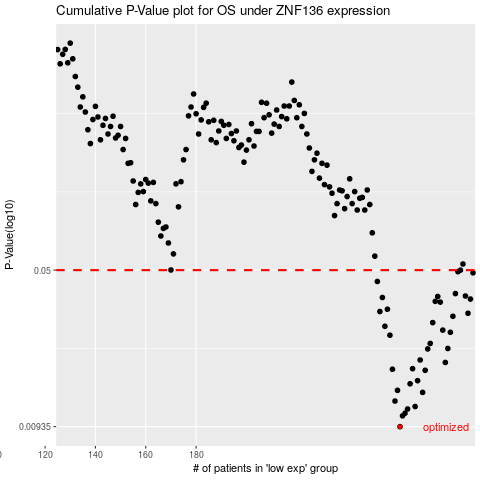 Cumulative P-Value plot for OS under ZNF136 expression
P-Value(log10)
0.05
0.00935
optimized
0
120
140
160
180
# of patients in 'low exp' group